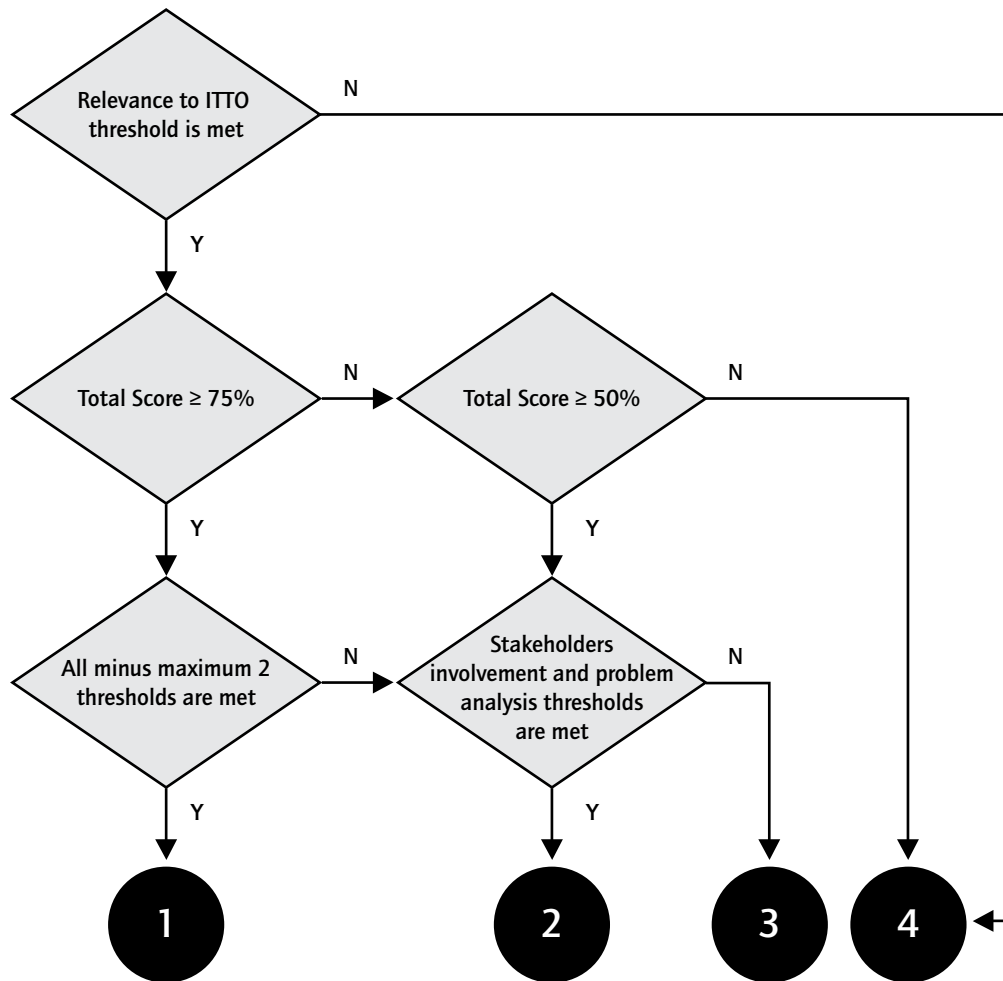 Relevance to ITTO
threshold is met
N
Y
Total Score ≥ 75%
N
Total Score ≥ 50%
N
Y
Y
All minus maximum 2
thresholds are met
N
Stakeholders
involvement and problem
analysis thresholds
are met
N
Y
Y
1
2
3
4